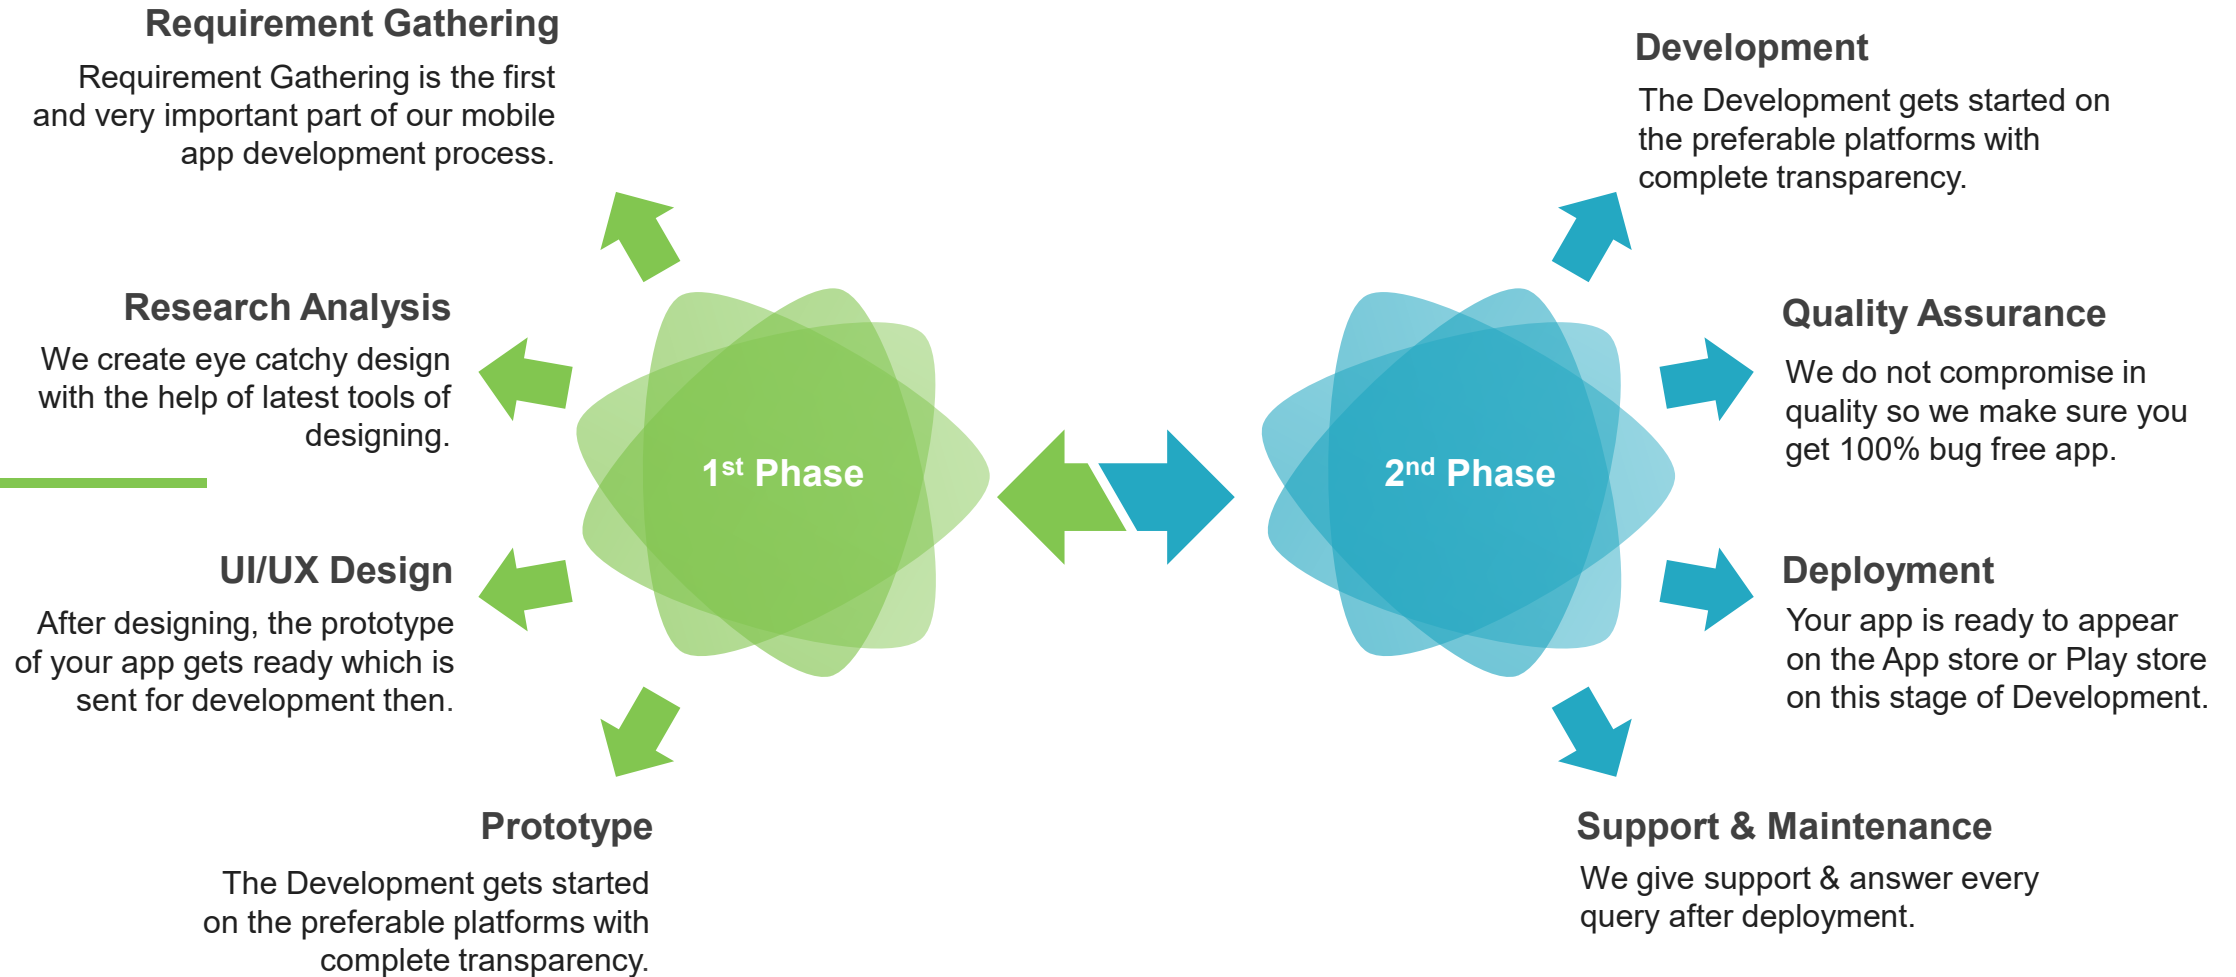 Requirement Gathering
Requirement Gathering is the first
and very important part of our mobile
app development process.
Research Analysis
We create eye catchy design
with the help of latest tools of
designing.
UI/UX Design
After designing, the prototype
of your app gets ready which is
sent for development then.
Prototype
The Development gets started
on the preferable platforms with
complete transparency.
1st Phase
2nd Phase
Development
The Development gets started on
the preferable platforms with
complete transparency.
Quality Assurance
We do not compromise in
quality so we make sure you
get 100% bug free app.
Deployment
Your app is ready to appear
on the App store or Play store
on this stage of Development.
Support & Maintenance
We give support & answer every
query after deployment.